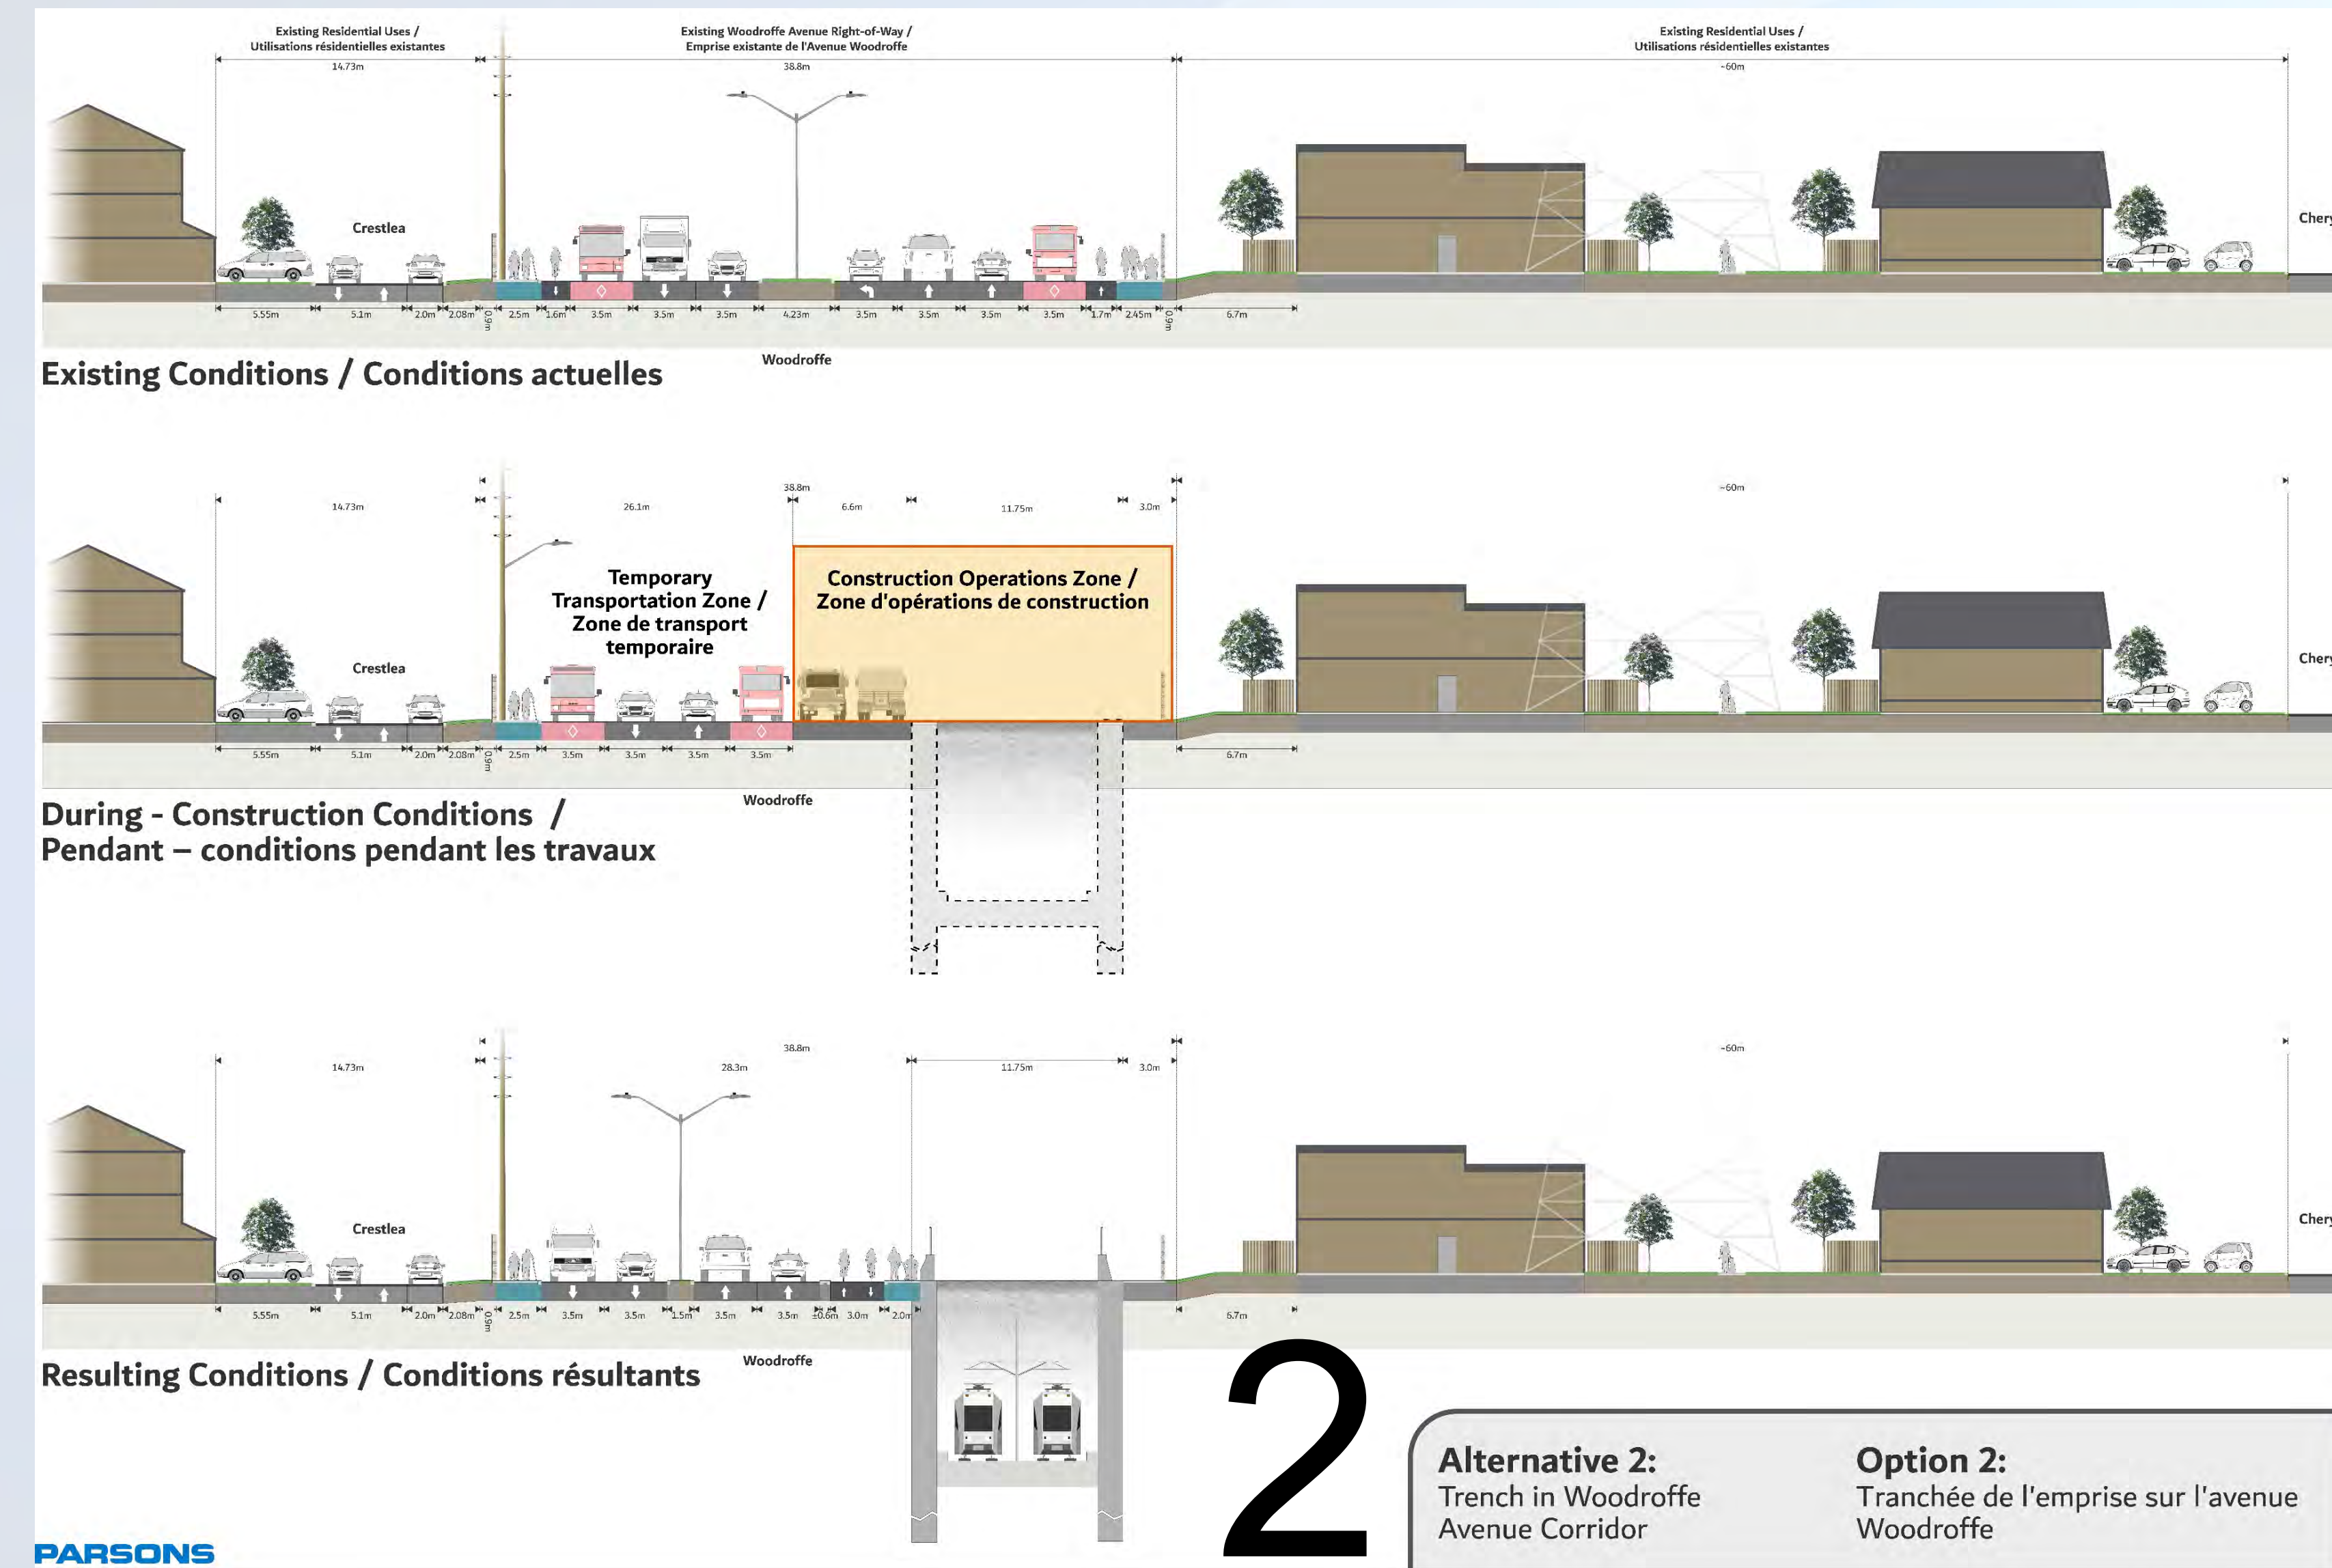 Existing Residential Uses /
Utilisations résidentielles existantes
14.73m
Existing Woodroffe Avenue Right-of-Way /
Emprise existante de l'Avenue Woodroffe
38.8m
Existing Residential Uses /
Utilisations résidentielles existantes
~60m
Crestlea
Chery
5.55m 5.1m 2.0m 2.08m 0.9m 2.5m 1.6m 3.5m 3.5m 3.5m 4.23m 3.5m 3.5m 3.5m 3.5m 1.7m 2.45m 0.9m 6.7m
Woodroffe
Existing Conditions / Conditions actuelles
38.8m
~60m
14.73m 26.1m 6.6m 11.75m 3.0m
Temporary
Transportation Zone /
Zone de transport
temporaire
Construction Operations Zone /
Zone d'opérations de construction
Crestlea
Chery
5.55m 5.1m 2.0m 2.08m 0.9m 2.5m 3.5m 3.5m 3.5m 3.5m 6.7m
Woodroffe
During - Construction Conditions /
Pendant – conditions pendant les travaux
38.8m
~60m
14.73m 28.3m 11.75m 3.0m
Crestlea
Chery
5.55m 5.1m 2.0m 2.08m 0.9m 2.5m 3.5m 3.5m 1.5m 3.5m 3.5m ±0.6m 3.0m 2.0m 6.7m
Woodroffe
Resulting Conditions / Conditions résultants
2
Alternative 2:
Trench in Woodroffe
Avenue Corridor
Option 2:
Tranchée de l'emprise sur l'avenue
Woodroffe
PARSONS